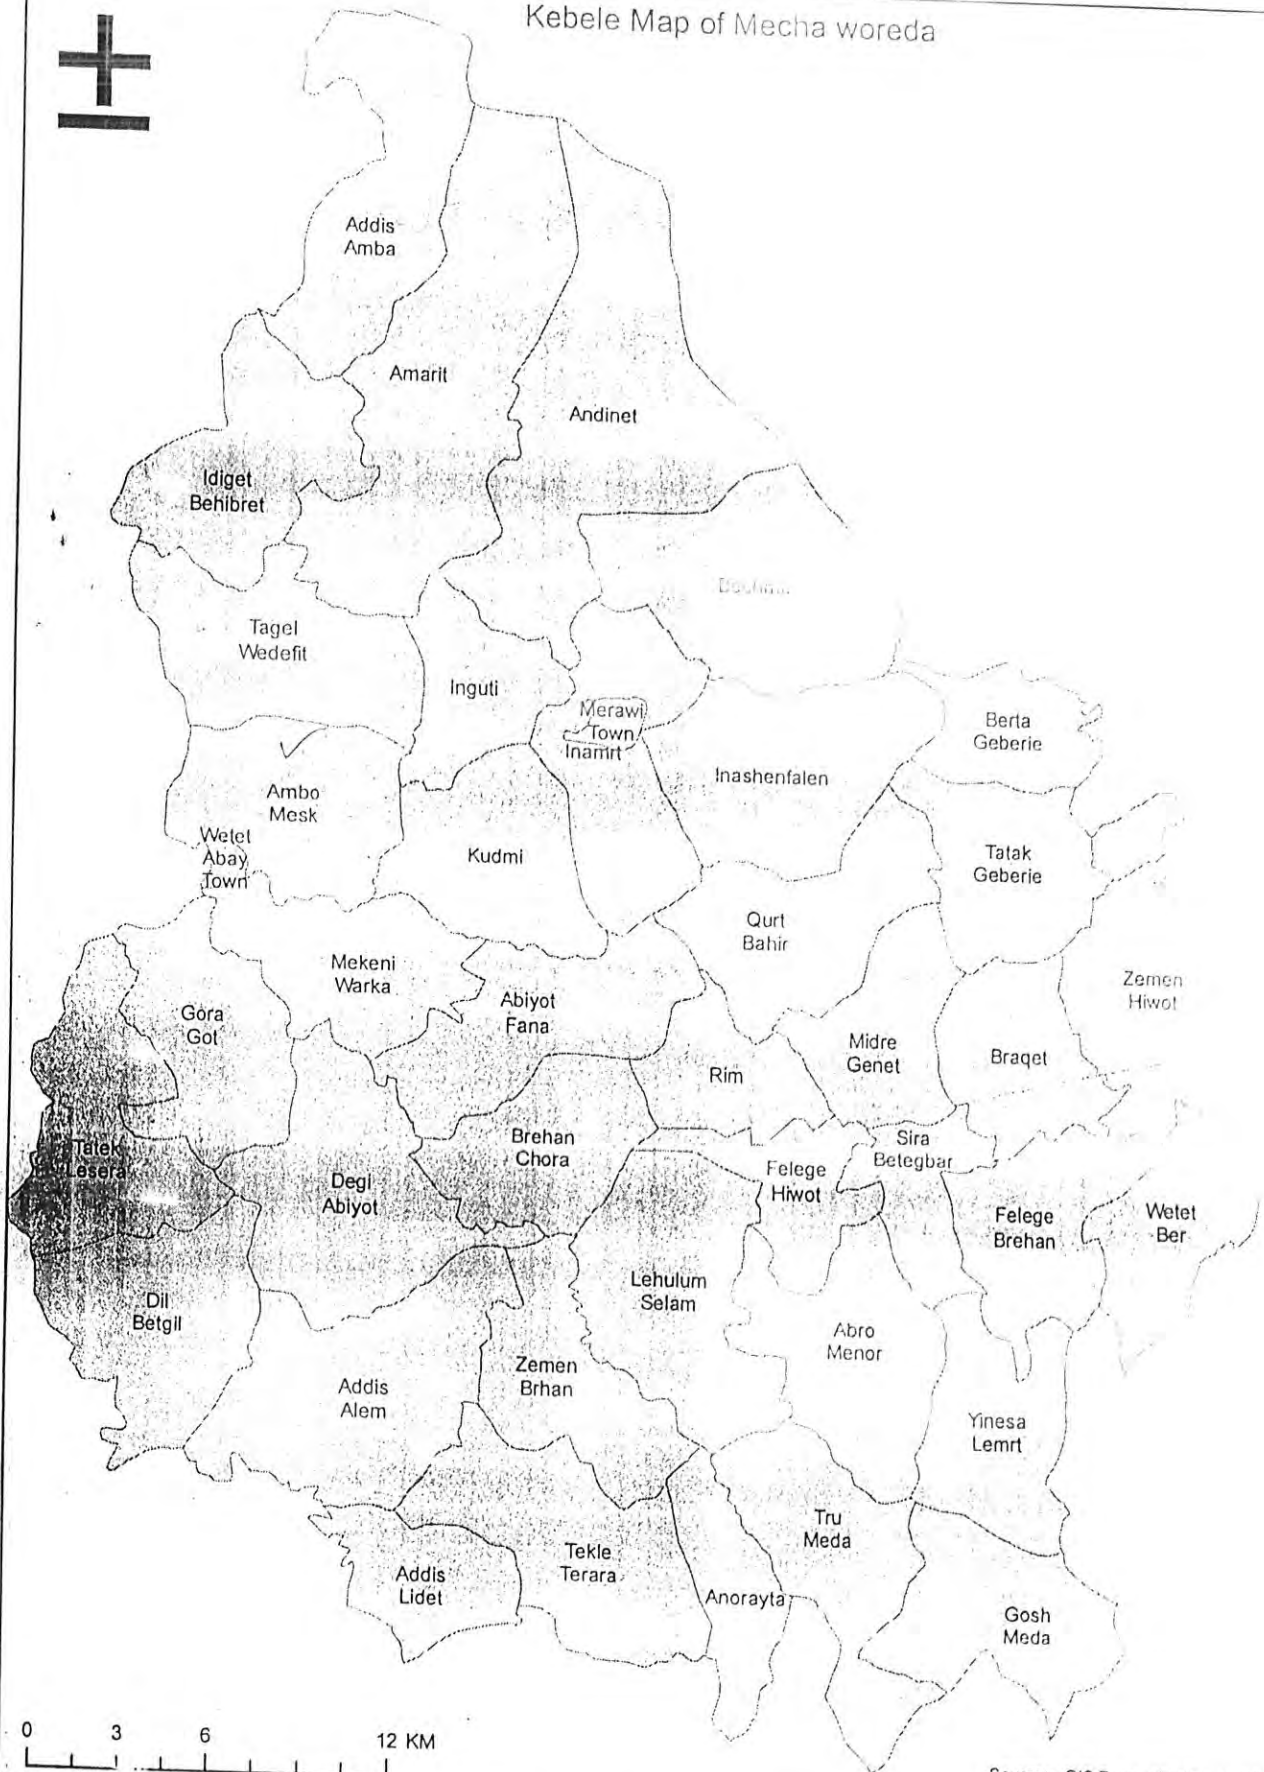 Kebele Map of Mecha woreda
Addis
Amba
Amarit
Andinet
Idiget
Behibret
Tagel
Wedefit
Inguti
Merawi
Town
Inamrt
Berta
Geberie
Inashenfalen
Ambo
Mesk
Wetet
Abay
Town
Kudmi
Tatak
Geberie
Qurt
Bahir
Mekeni
Warka
Abiyot
Fana
Zemen
Hiwot
Gora
Got
Midre
Genet
Braqet
Rim
Tatek
Lesera
Brehan
Chora
Sira
Betegbar
Felege
Hiwot
Degi
Abiyot
Felege
Brehan
Wetet
Ber
Dil
Betgil
Lehulum
Selam
Abro
Menor
Zemen
Brhan
Addis
Alem
Yinesa
Lemrt
Tru
Meda
Tekle
Terara
Addis
Lidet
Anorayta
Gosh
Meda
0 3 6 12 KM